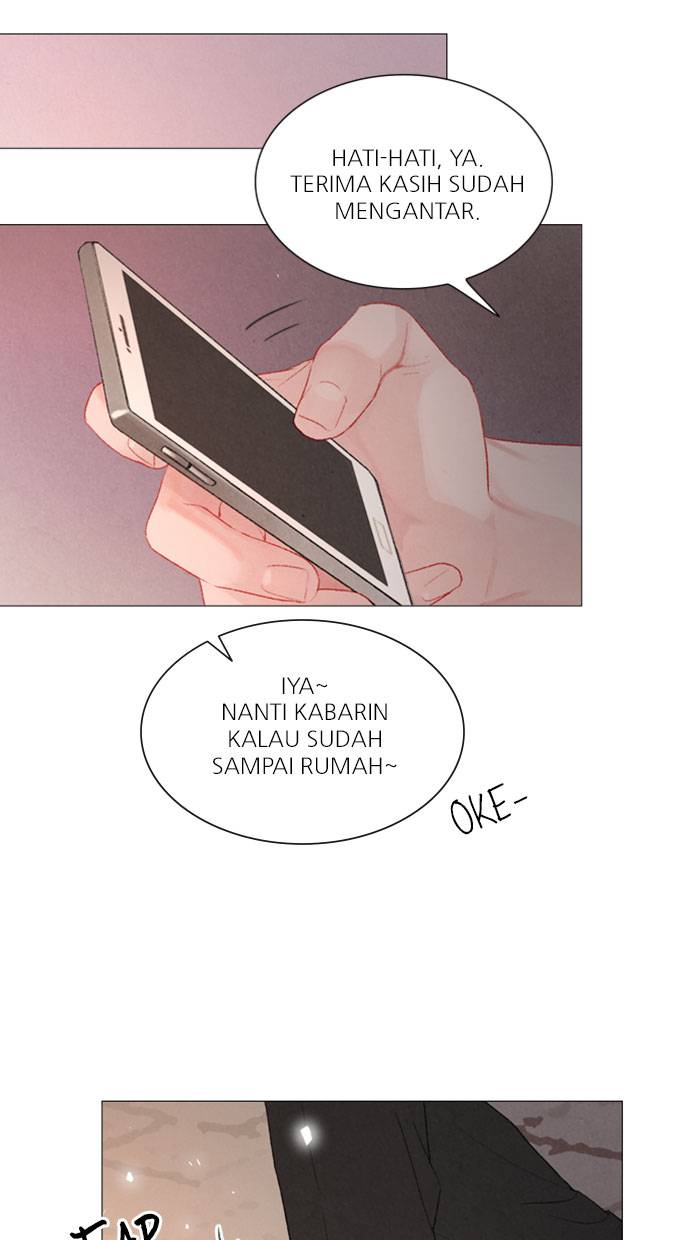 HATI-HATI, YA.
TERIMA KASIH SUDAH
MENGANTAR.
IYA~
NANTI KABARIN
KALAU SUDAH
SAMPAI RUMAH~
OKE~